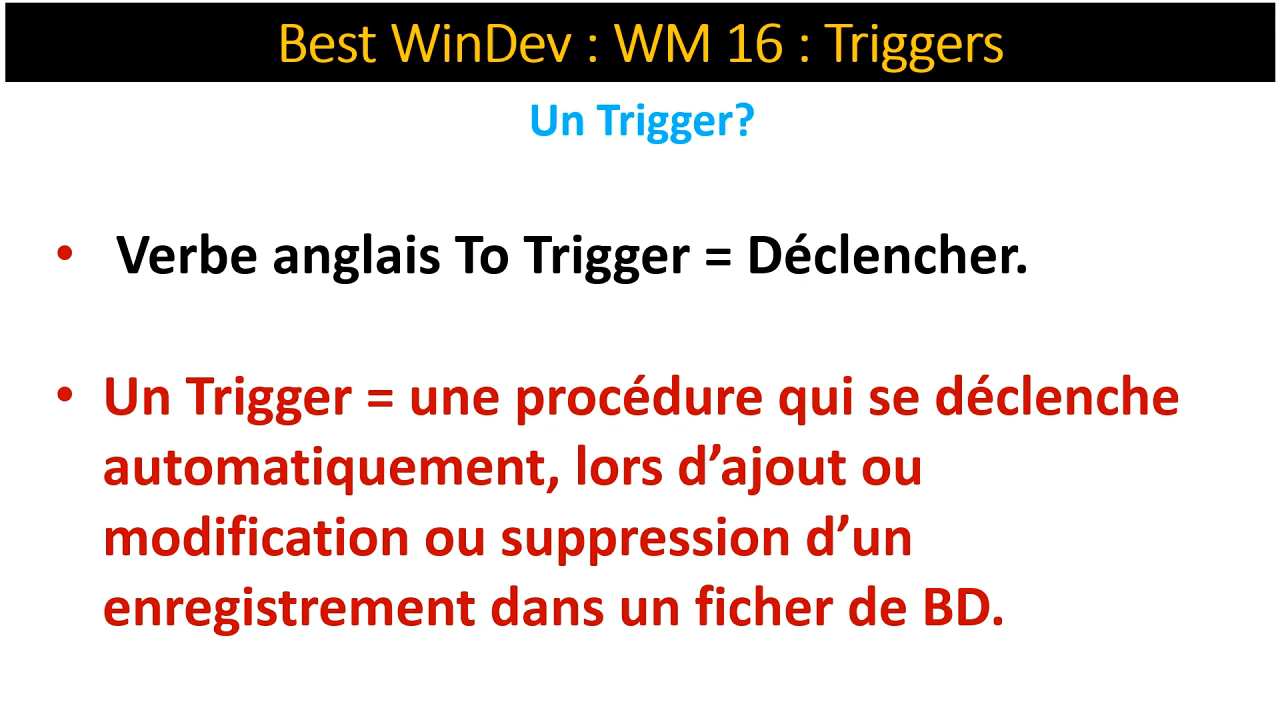 Best WinDev : WM 16 : Triggers
Un Trigger?
• Verbe anglais To Trigger = Déclencher.
• Un Trigger = une procédure qui se déclenche
automatiquement, lors d’ajout ou
modification ou suppression d’un
enregistrement dans un ficher de BD.